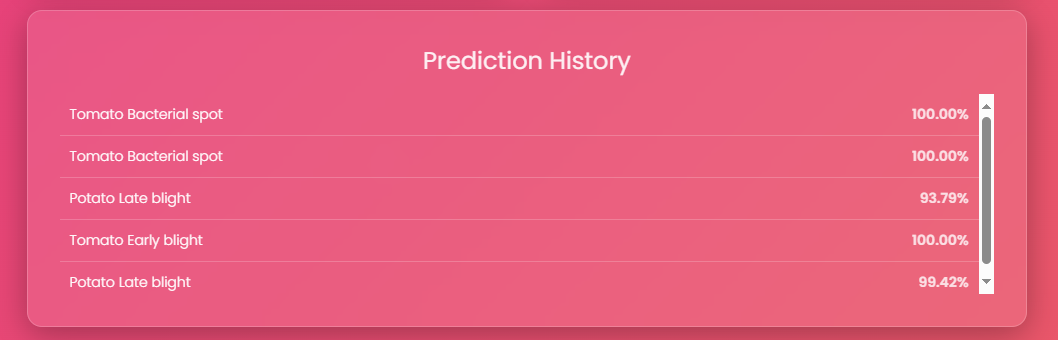 Prediction History
Tomato Bacterial spot 100.00%
Tomato Bacterial spot 100.00%
Potato Late blight 93.79%
Tomato Early blight 100.00%
Potato Late blight 99.42%